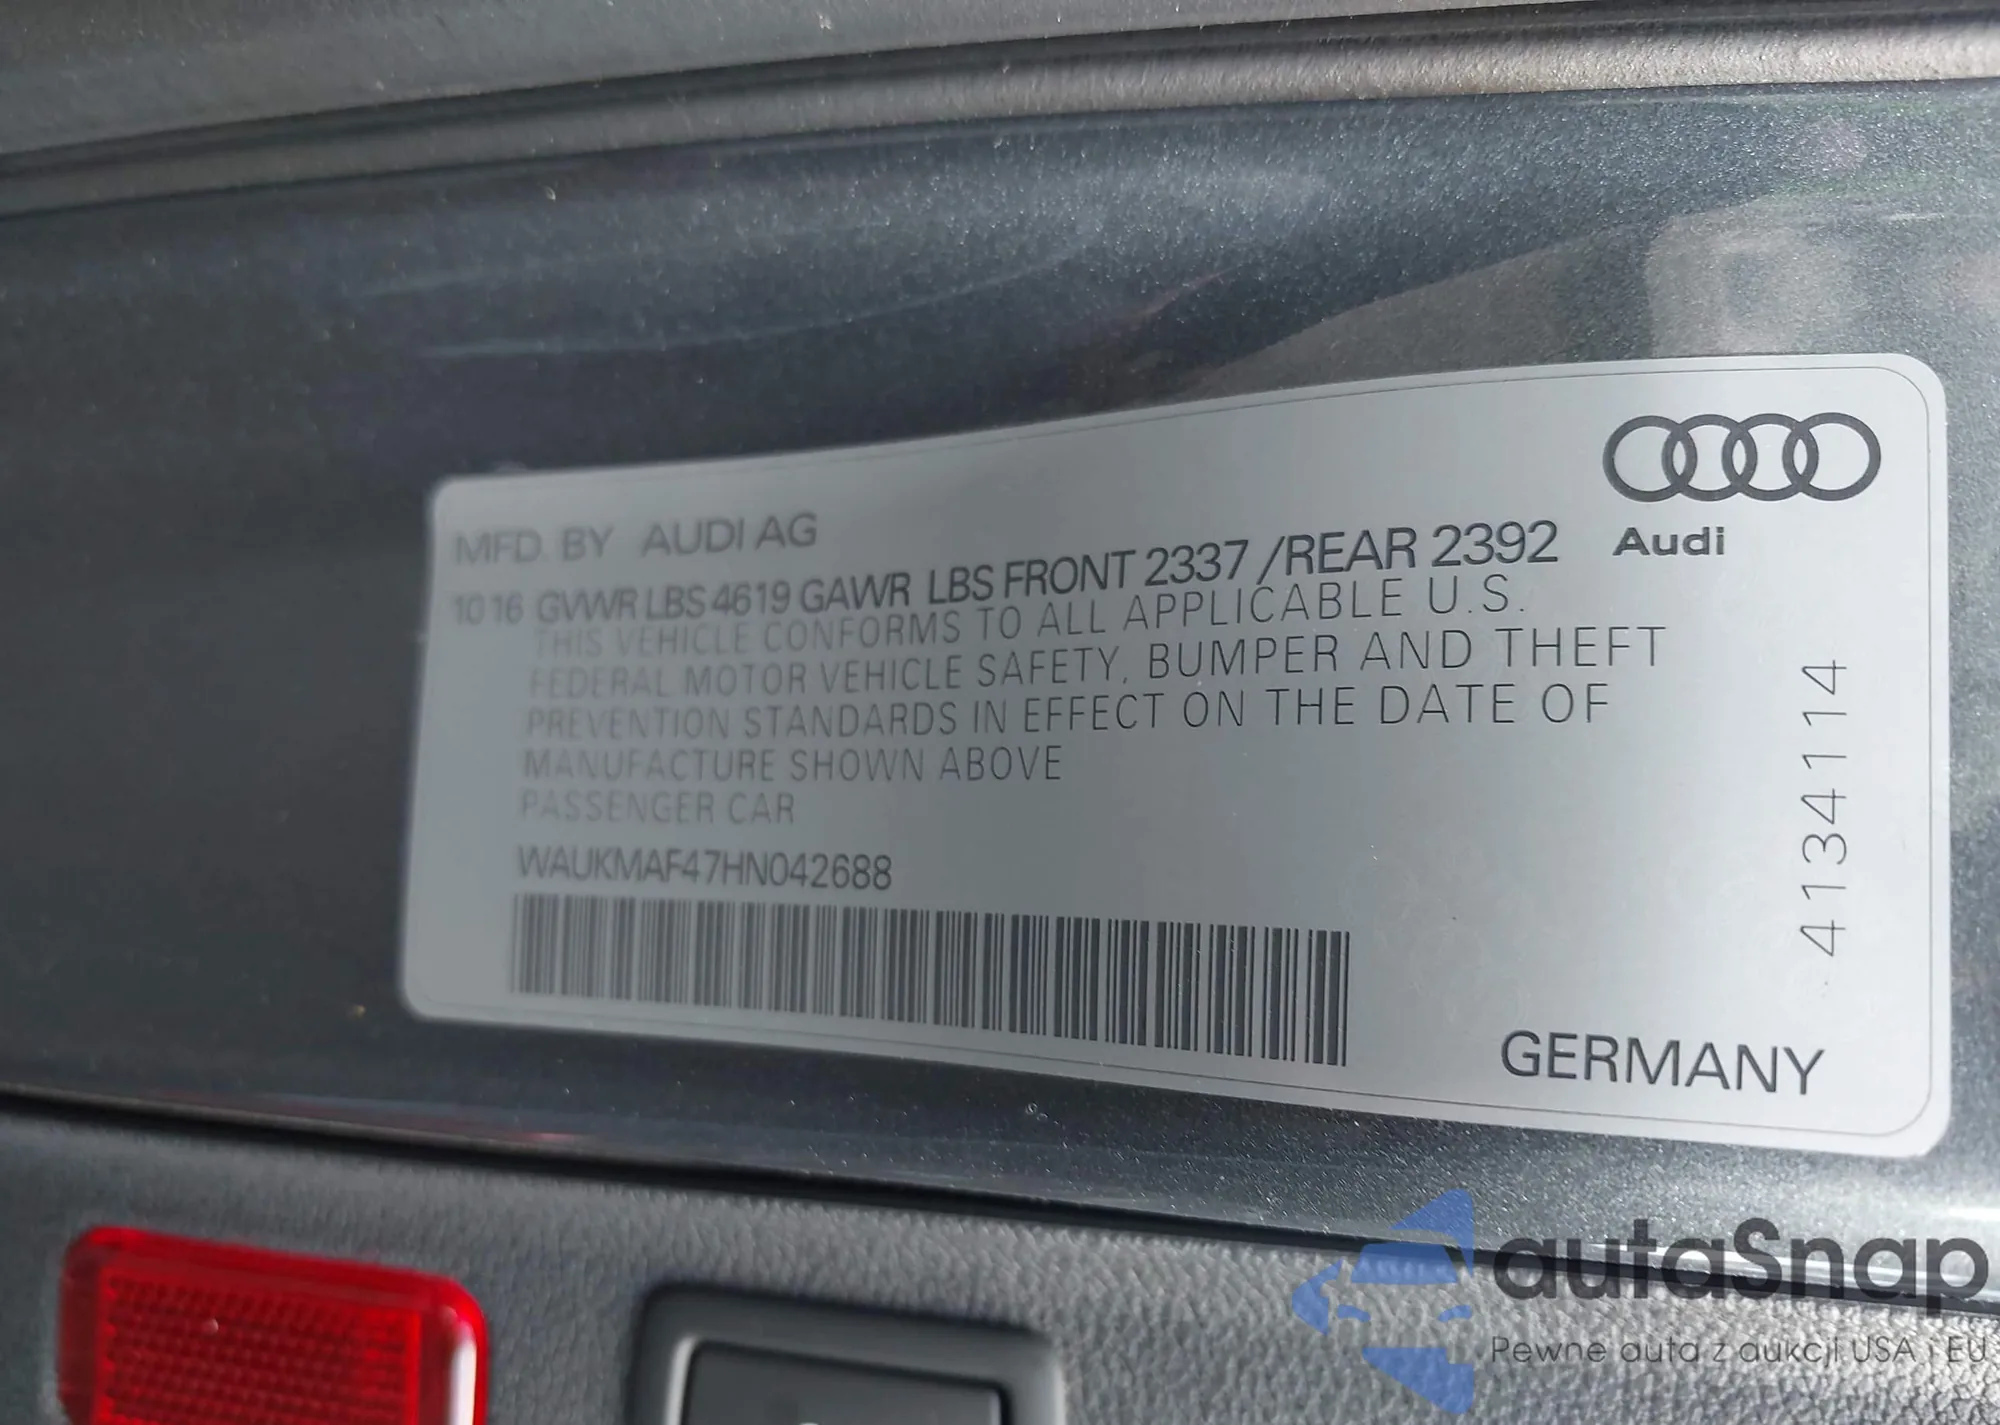 MFD. BY AUDI AG
Audi
10 16 GVWR LBS 4619 GAWR LBS FRONT 2337 /REAR 2392
THIS VEHICLE CONFORMS TO ALL APPLICABLE U.S.
FEDERAL MOTOR VEHICLE SAFETY, BUMPER AND THEFT
PREVENTION STANDARDS IN EFFECT ON THE DATE OF
MANUFACTURE SHOWN ABOVE
PASSENGER CAR
WAUKMAF47HN042688
4134114
GERMANY
autaSnap
Pewne auta z aukcji USA i EU